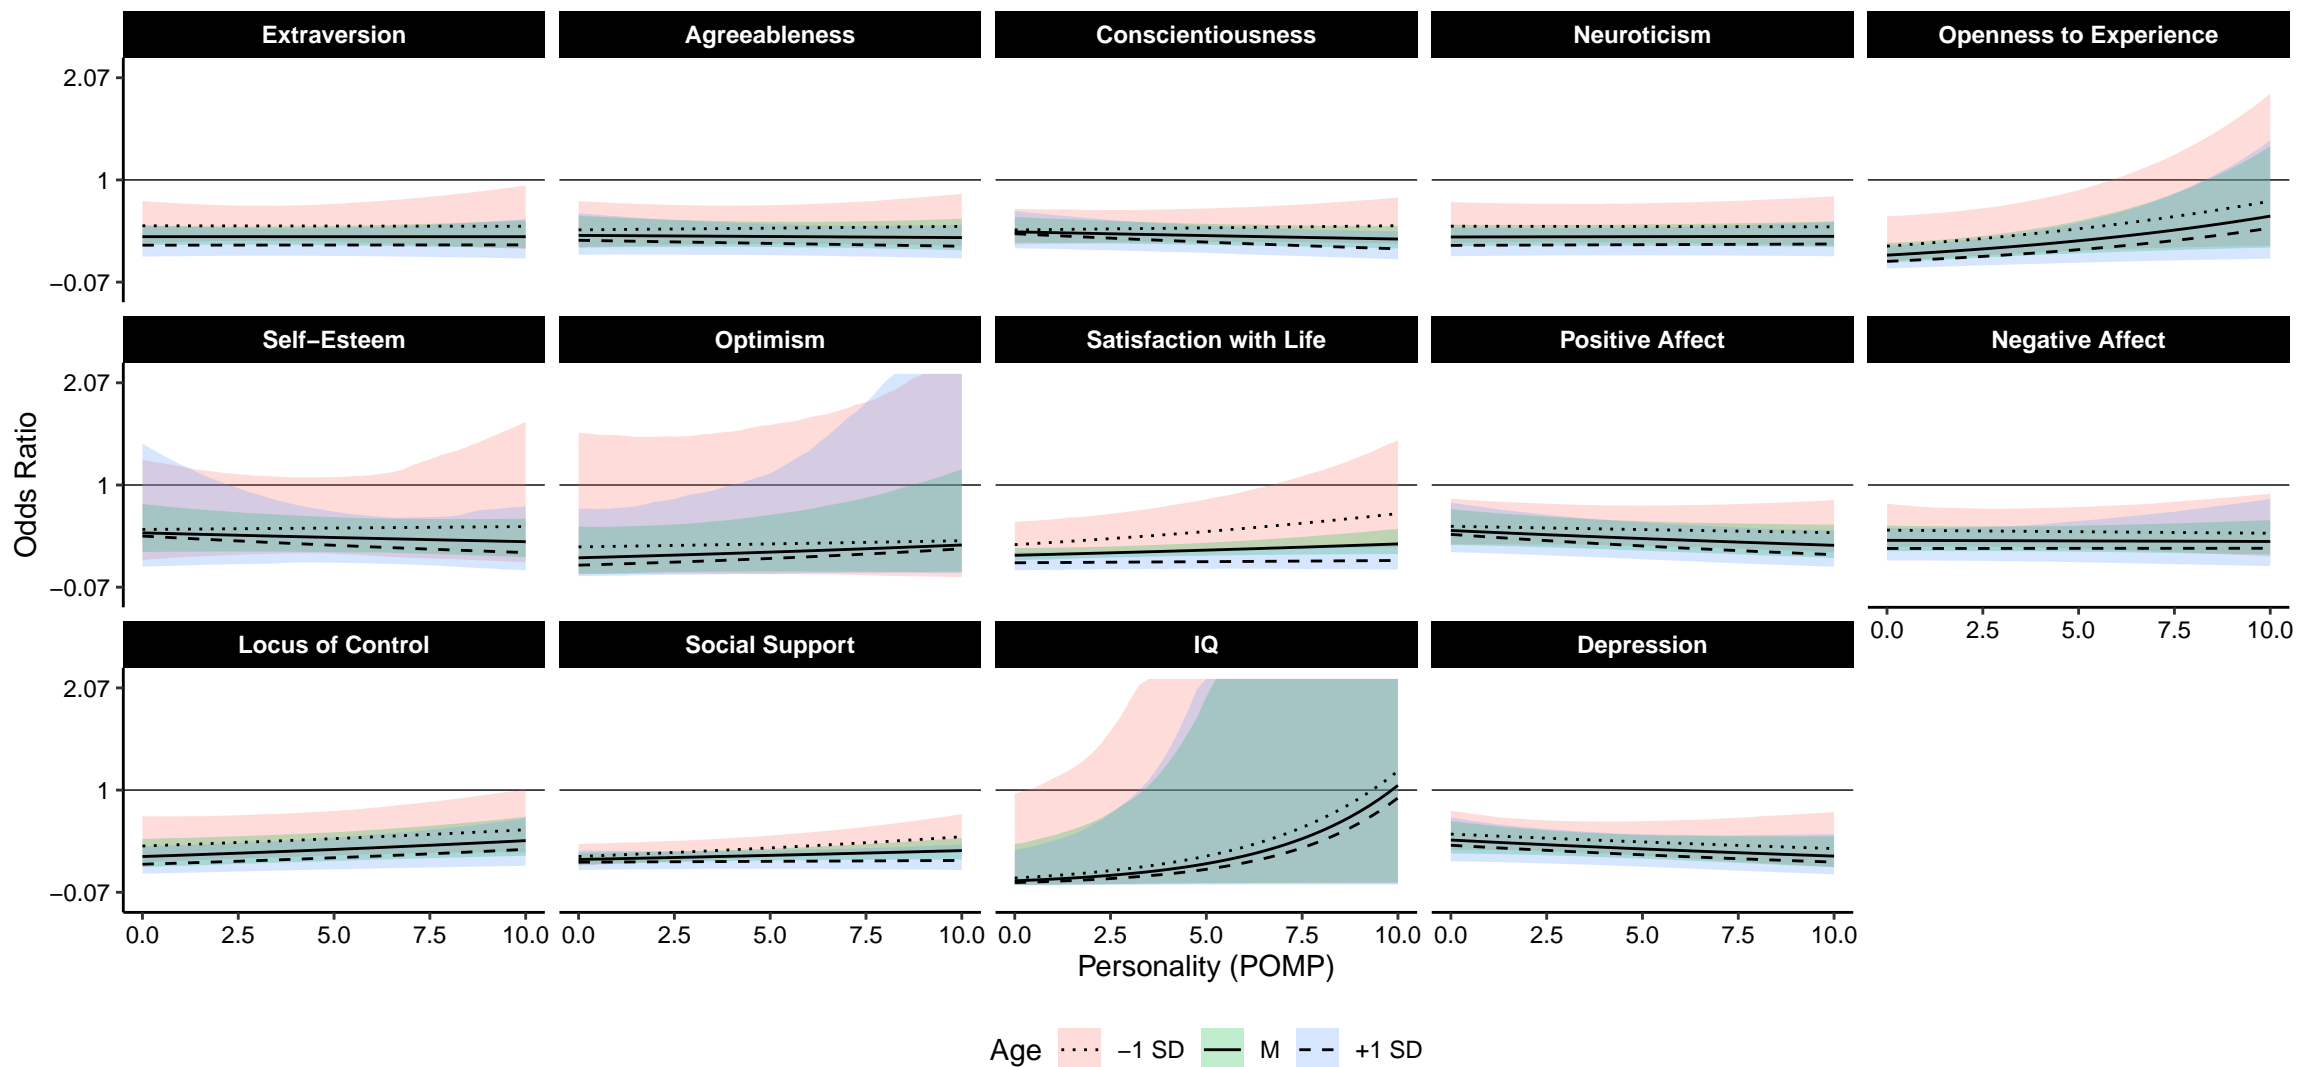 Extraversion Agreeableness Conscientiousness Neuroticism Openness to Experience
2.07
1
−0.07
Self−Esteem Optimism Satisfaction with Life Positive Affect Negative Affect
2.07
1
−0.07
0.0 2.5 5.0 7.5 10.0
Odds Ratio
Locus of Control Social Support IQ Depression
2.07
1
−0.07
0.0 2.5 5.0 7.5 10.0 0.0 2.5 5.0 7.5 10.0 0.0 2.5 5.0 7.5 10.0 0.0 2.5 5.0 7.5 10.0
Personality (POMP)
Age −1 SD M +1 SD